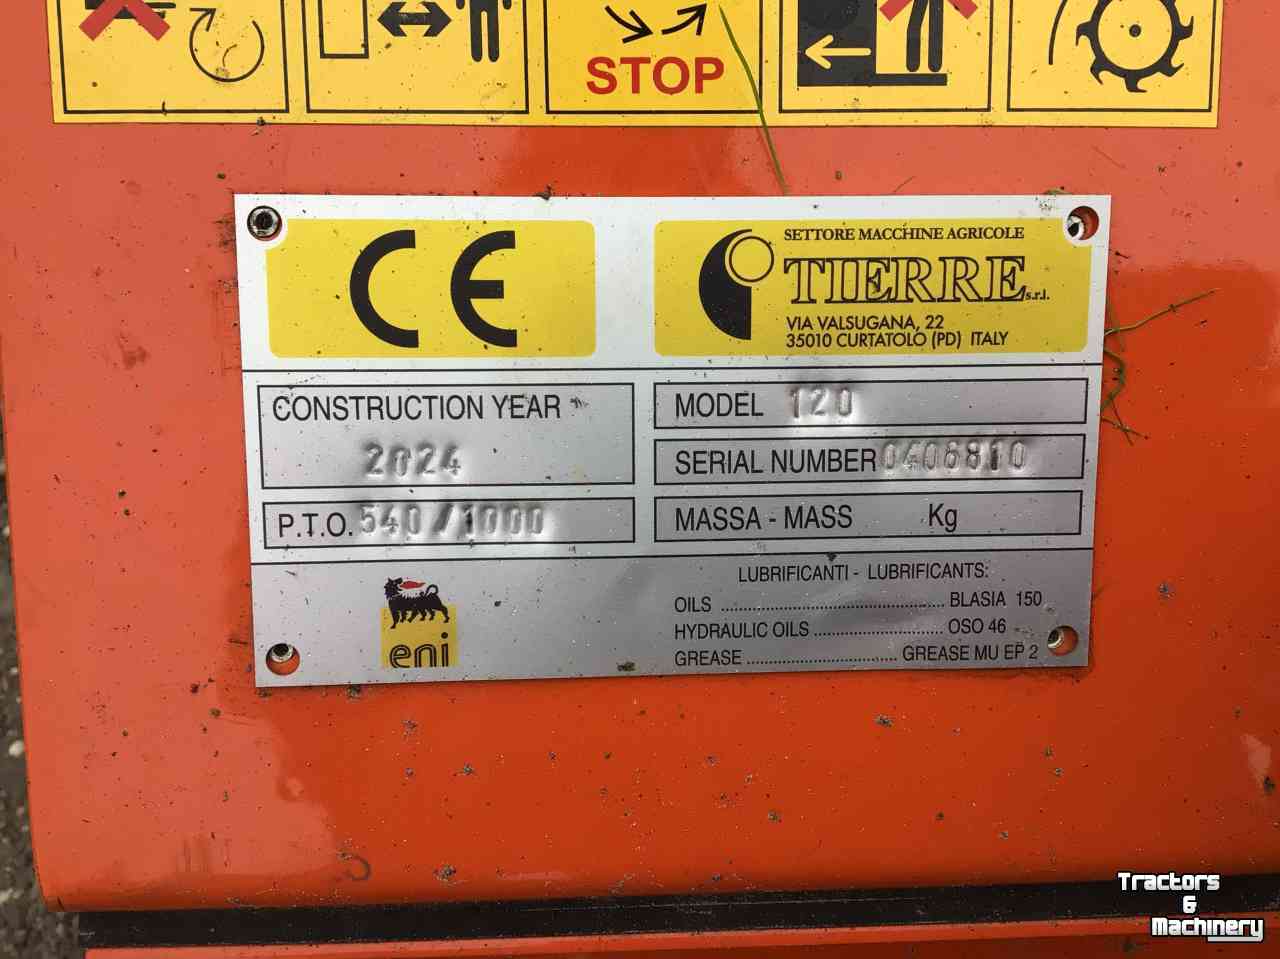 STOP
CE
SETTORE MACCHINE AGRICOLE
TIERRE s.r.l.
VIA VALSUGANA, 22
35010 CURTATOLO (PD) ITALY
CONSTRUCTION YEAR
2024
P.T.O. 540/1000
MODEL 120
SERIAL NUMBER 0406810
MASSA - MASS Kg
eni
LUBRIFICANTI - LUBRIFICANTS:
OILS ............................................... BLASIA 150
HYDRAULIC OILS ........................... OSO 46
GREASE ................................ GREASE MU EP 2
Tractors
&
Machinery